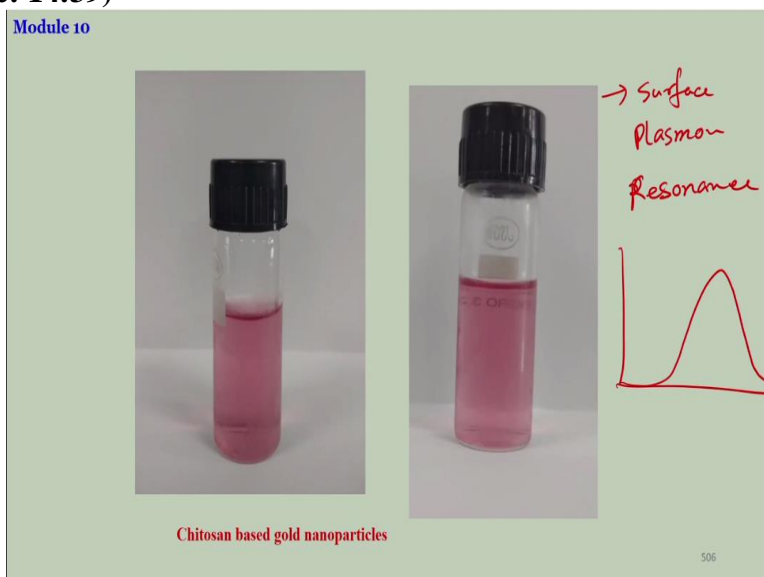 Module 10
→ Surface
Plasmon
Resonance
Chitosan based gold nanoparticles
506